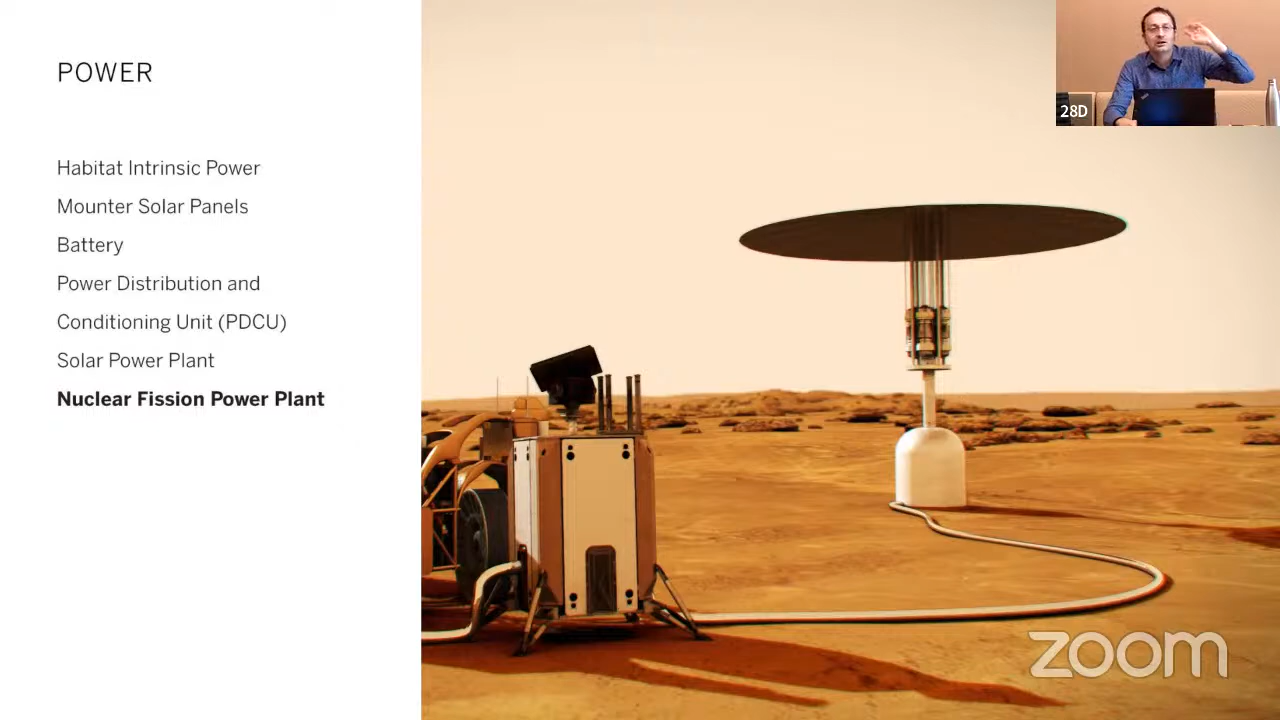 POWER
Habitat Intrinsic Power
Mounter Solar Panels
Battery
Power Distribution and
Conditioning Unit (PDCU)
Solar Power Plant
Nuclear Fission Power Plant
28D
zoom